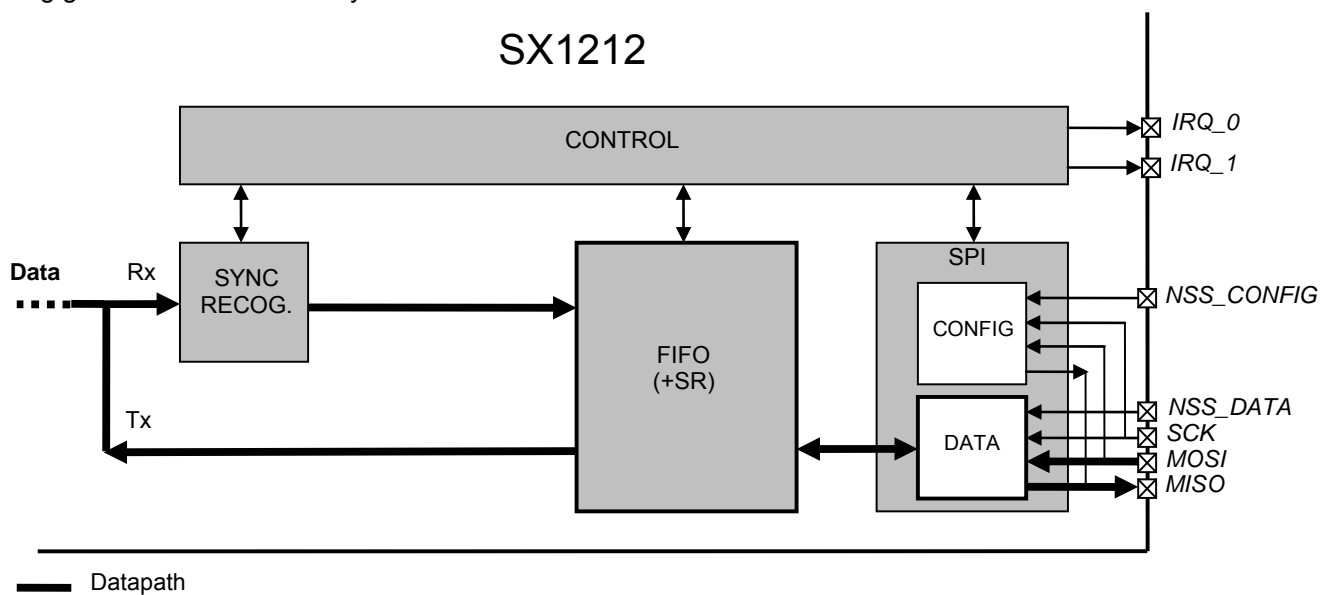 SX1212
CONTROL
IRQ_0
IRQ_1
SPI
Data
Rx
SYNC
RECOG.
NSS_CONFIG
CONFIG
FIFO
(+SR)
Tx
NSS_DATA
SCK
DATA
MOSI
MISO
Datapath